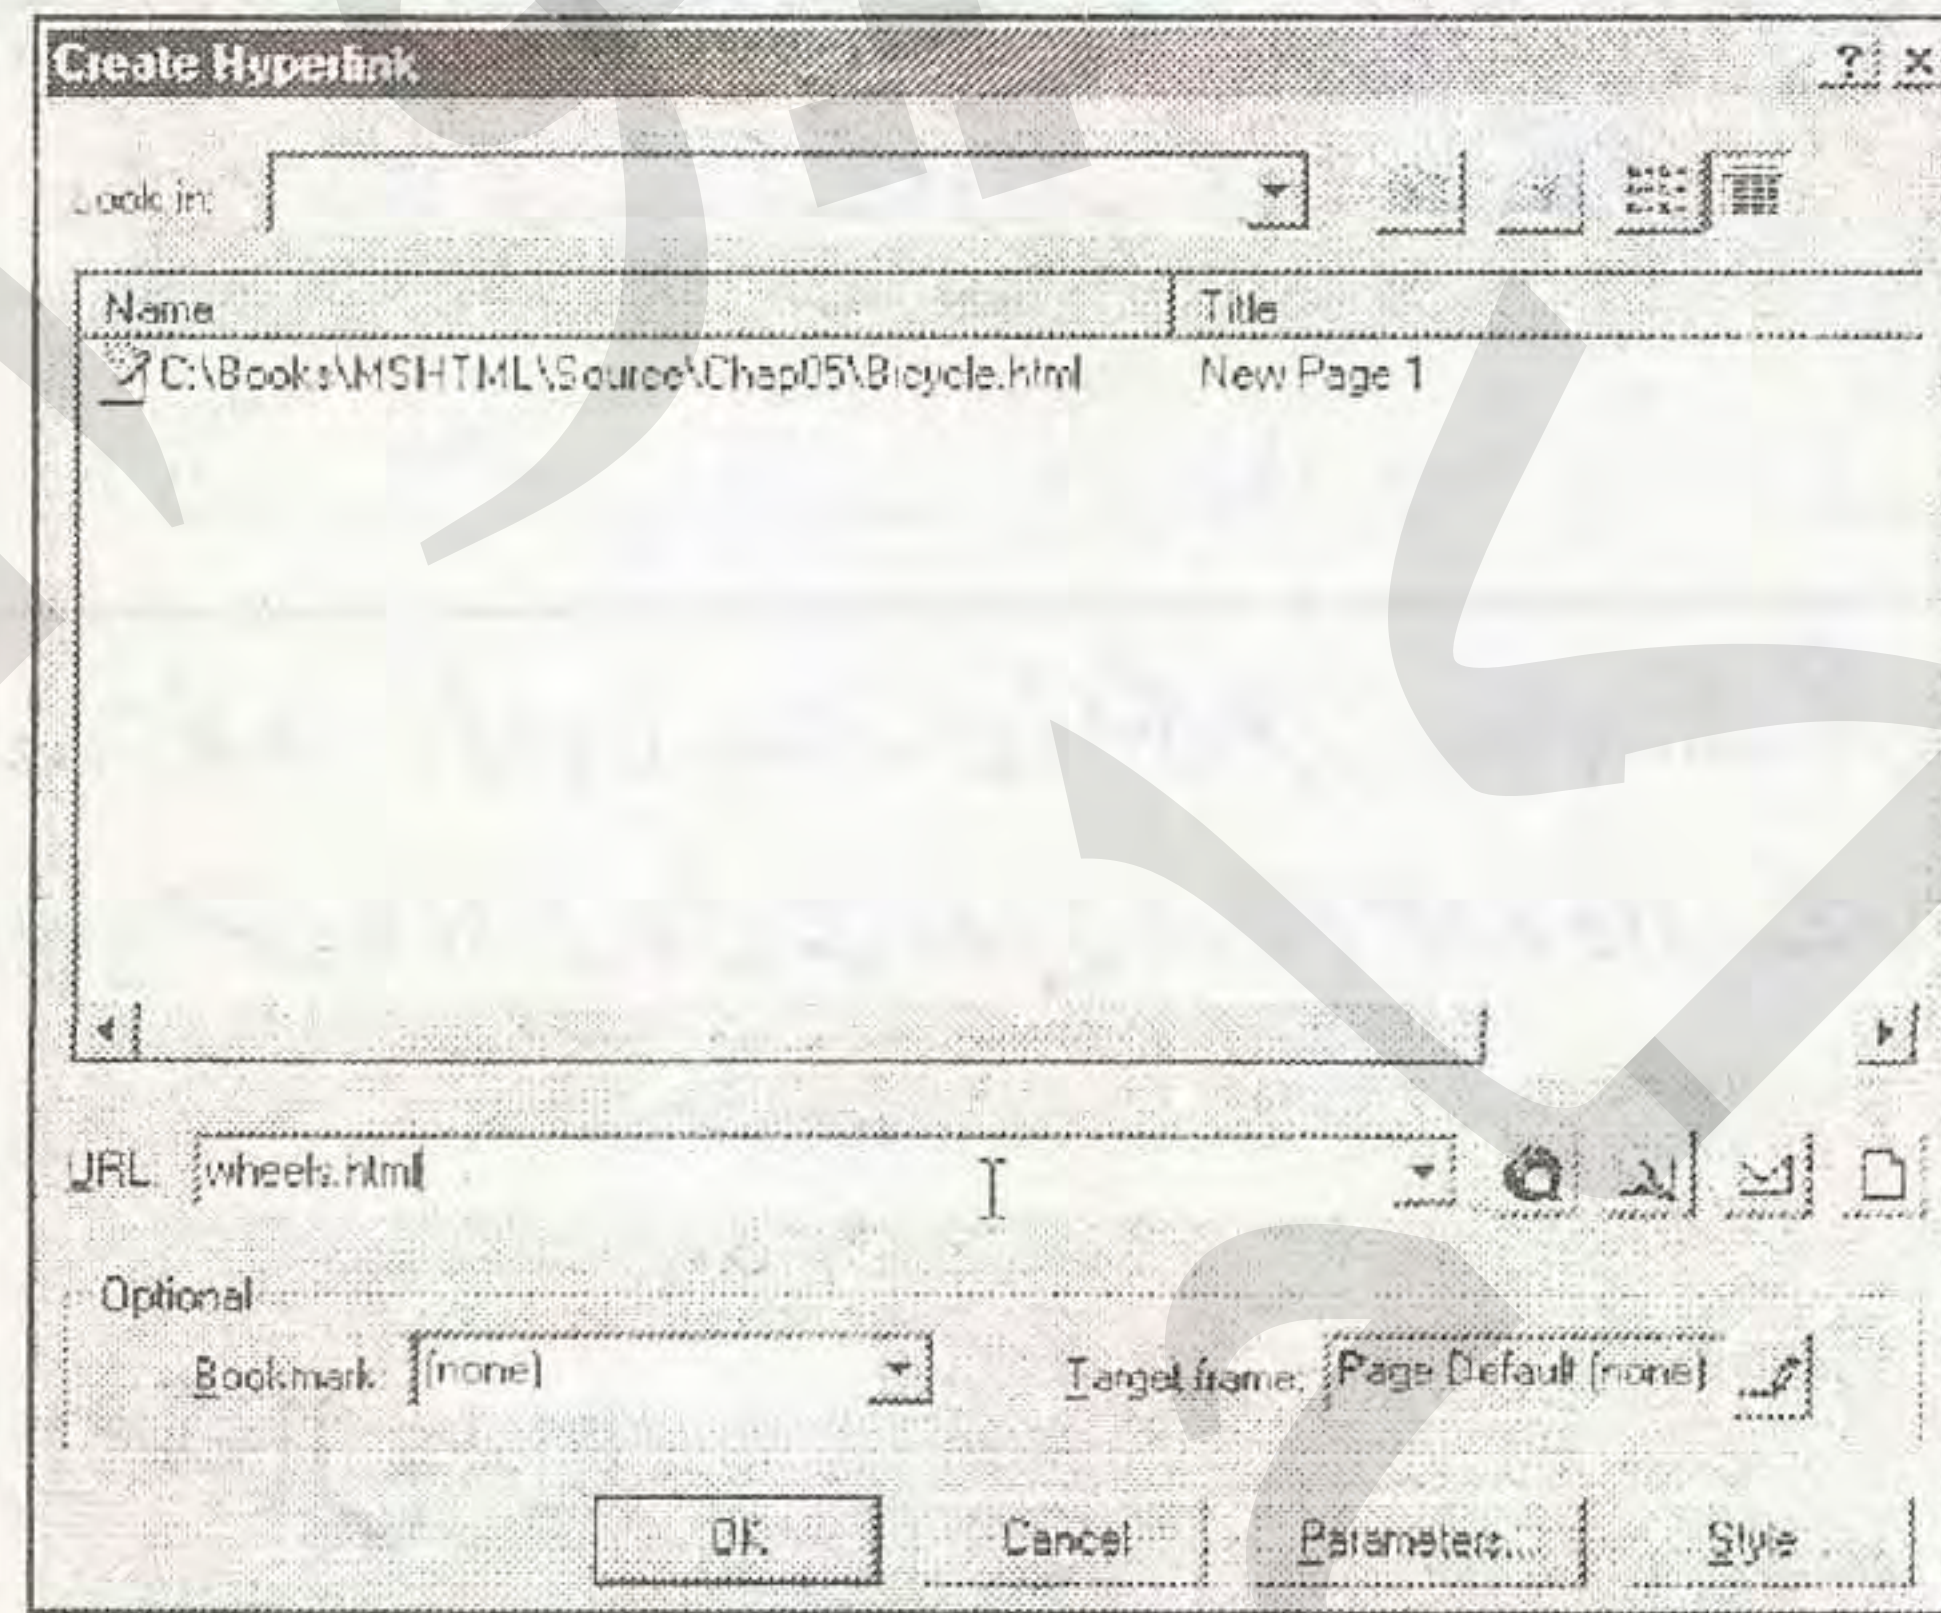 Create Hyperlink
Look in:
Name Title
C:\Books\MSHTML\Source\Chap05\Bicycle.html New Page 1
URL: wheels.html
Optional
Bookmark: (none) Target frame: Page Default (none)
OK Cancel Parameters... Style